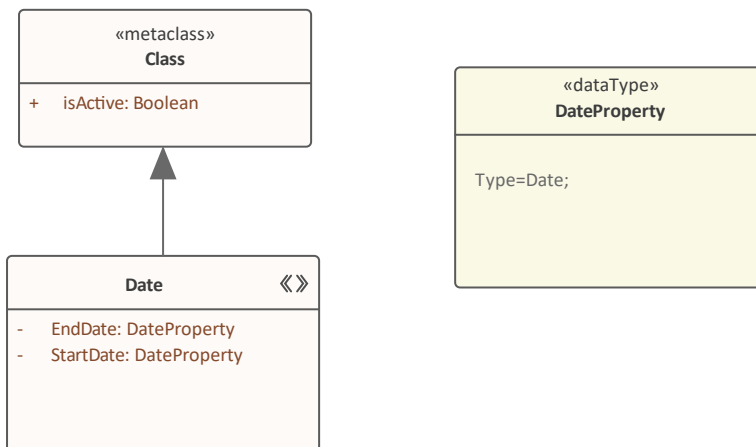 «metaclass»
Class
+ isActive: Boolean
«dataType»
DateProperty
Type=Date;
Date
- EndDate: DateProperty
- StartDate: DateProperty